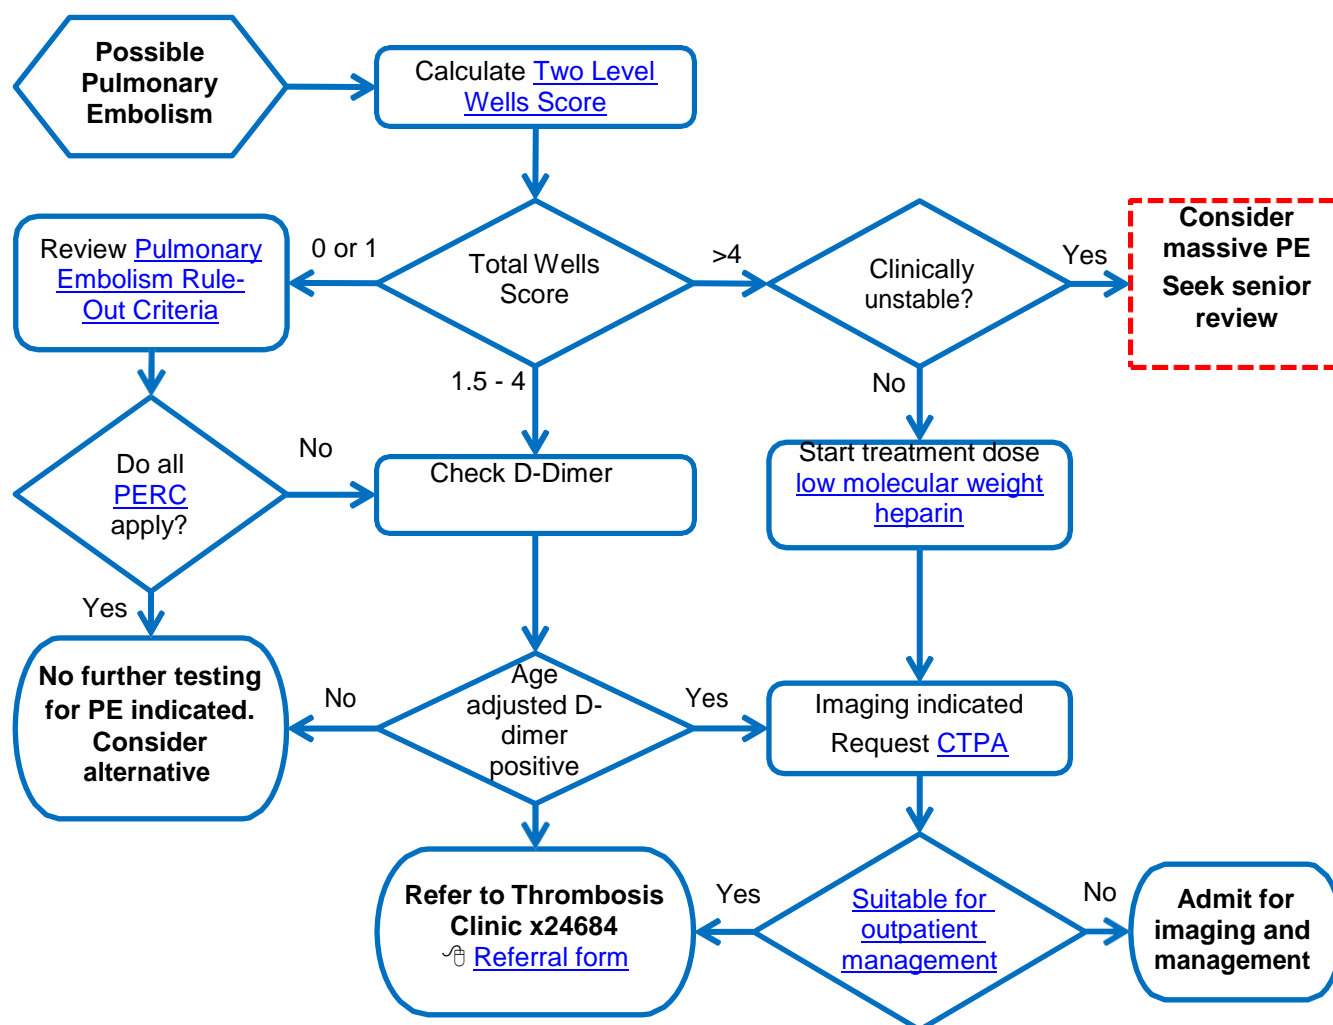 Possible
Pulmonary
Embolism
Calculate Two Level
Wells Score
Review Pulmonary
Embolism Rule-
Out Criteria
0 or 1
Total Wells
Score
>4
Clinically
unstable?
Yes
Consider
massive PE
Seek senior
review
1.5 - 4
No
Do all
PERC
apply?
No
Check D-Dimer
Start treatment dose
low molecular weight
heparin
Yes
No further testing
for PE indicated.
Consider
alternative
No
Age
adjusted D-
dimer
positive
Yes
Imaging indicated
Request CTPA
Refer to Thrombosis
Clinic x24684
Referral form
Yes
Suitable for
outpatient
management
No
Admit for
imaging and
management